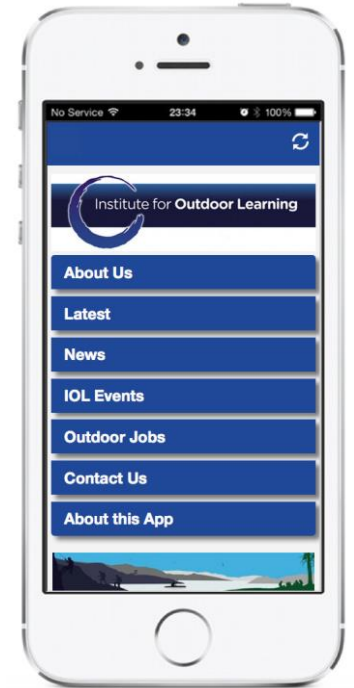 No Service 23:34 100%
Institute for Outdoor Learning
About Us
Latest
News
IOL Events
Outdoor Jobs
Contact Us
About this App